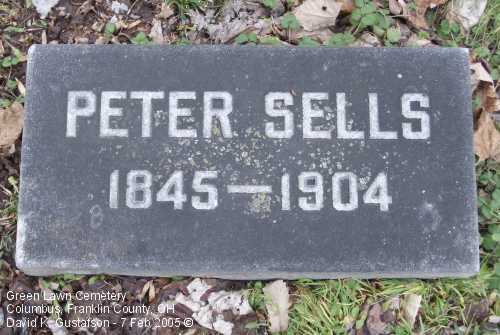 PETER SELLS
1845—1904
Green Lawn Cemetery
Columbus, Franklin County, OH
David K. Gustafson - 7 Feb 2005 ©